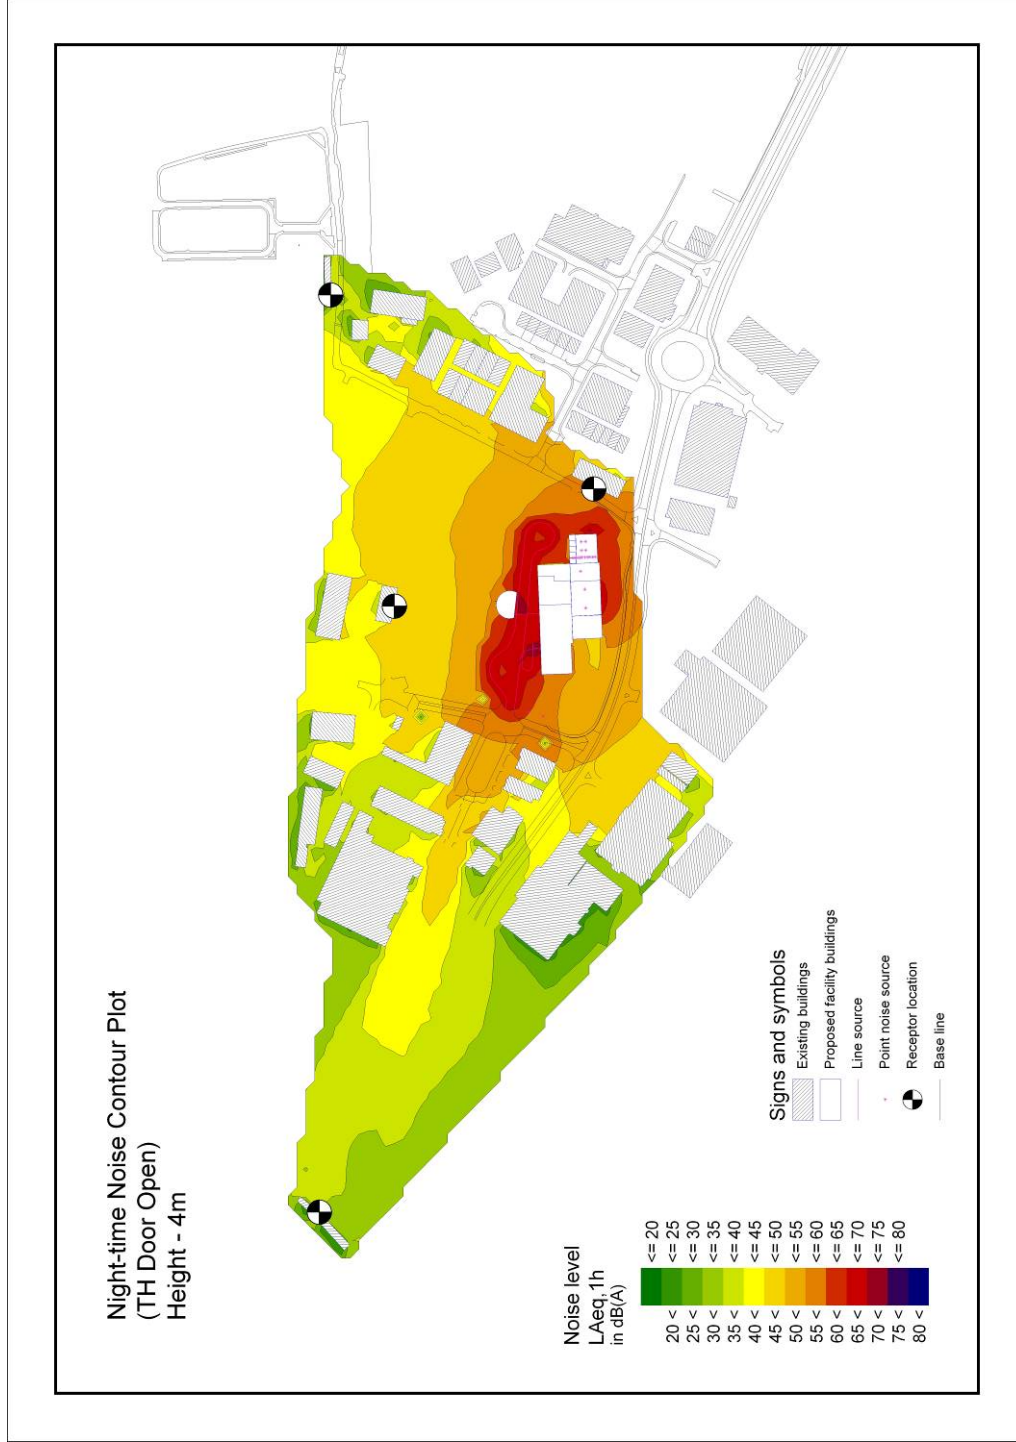 Night-time Noise Contour Plot
(TH Door Open)
Height - 4m
Signs and symbols
Existing buildings
Proposed facility buildings
Line source
Point noise source
Receptor location
Base line
Noise level
LAeq,1h
in dB(A)
<= 20
20 < <= 25
25 < <= 30
30 < <= 35
35 < <= 40
40 < <= 45
45 < <= 50
50 < <= 55
55 < <= 60
60 < <= 65
65 < <= 70
70 < <= 75
75 < <= 80
80 <